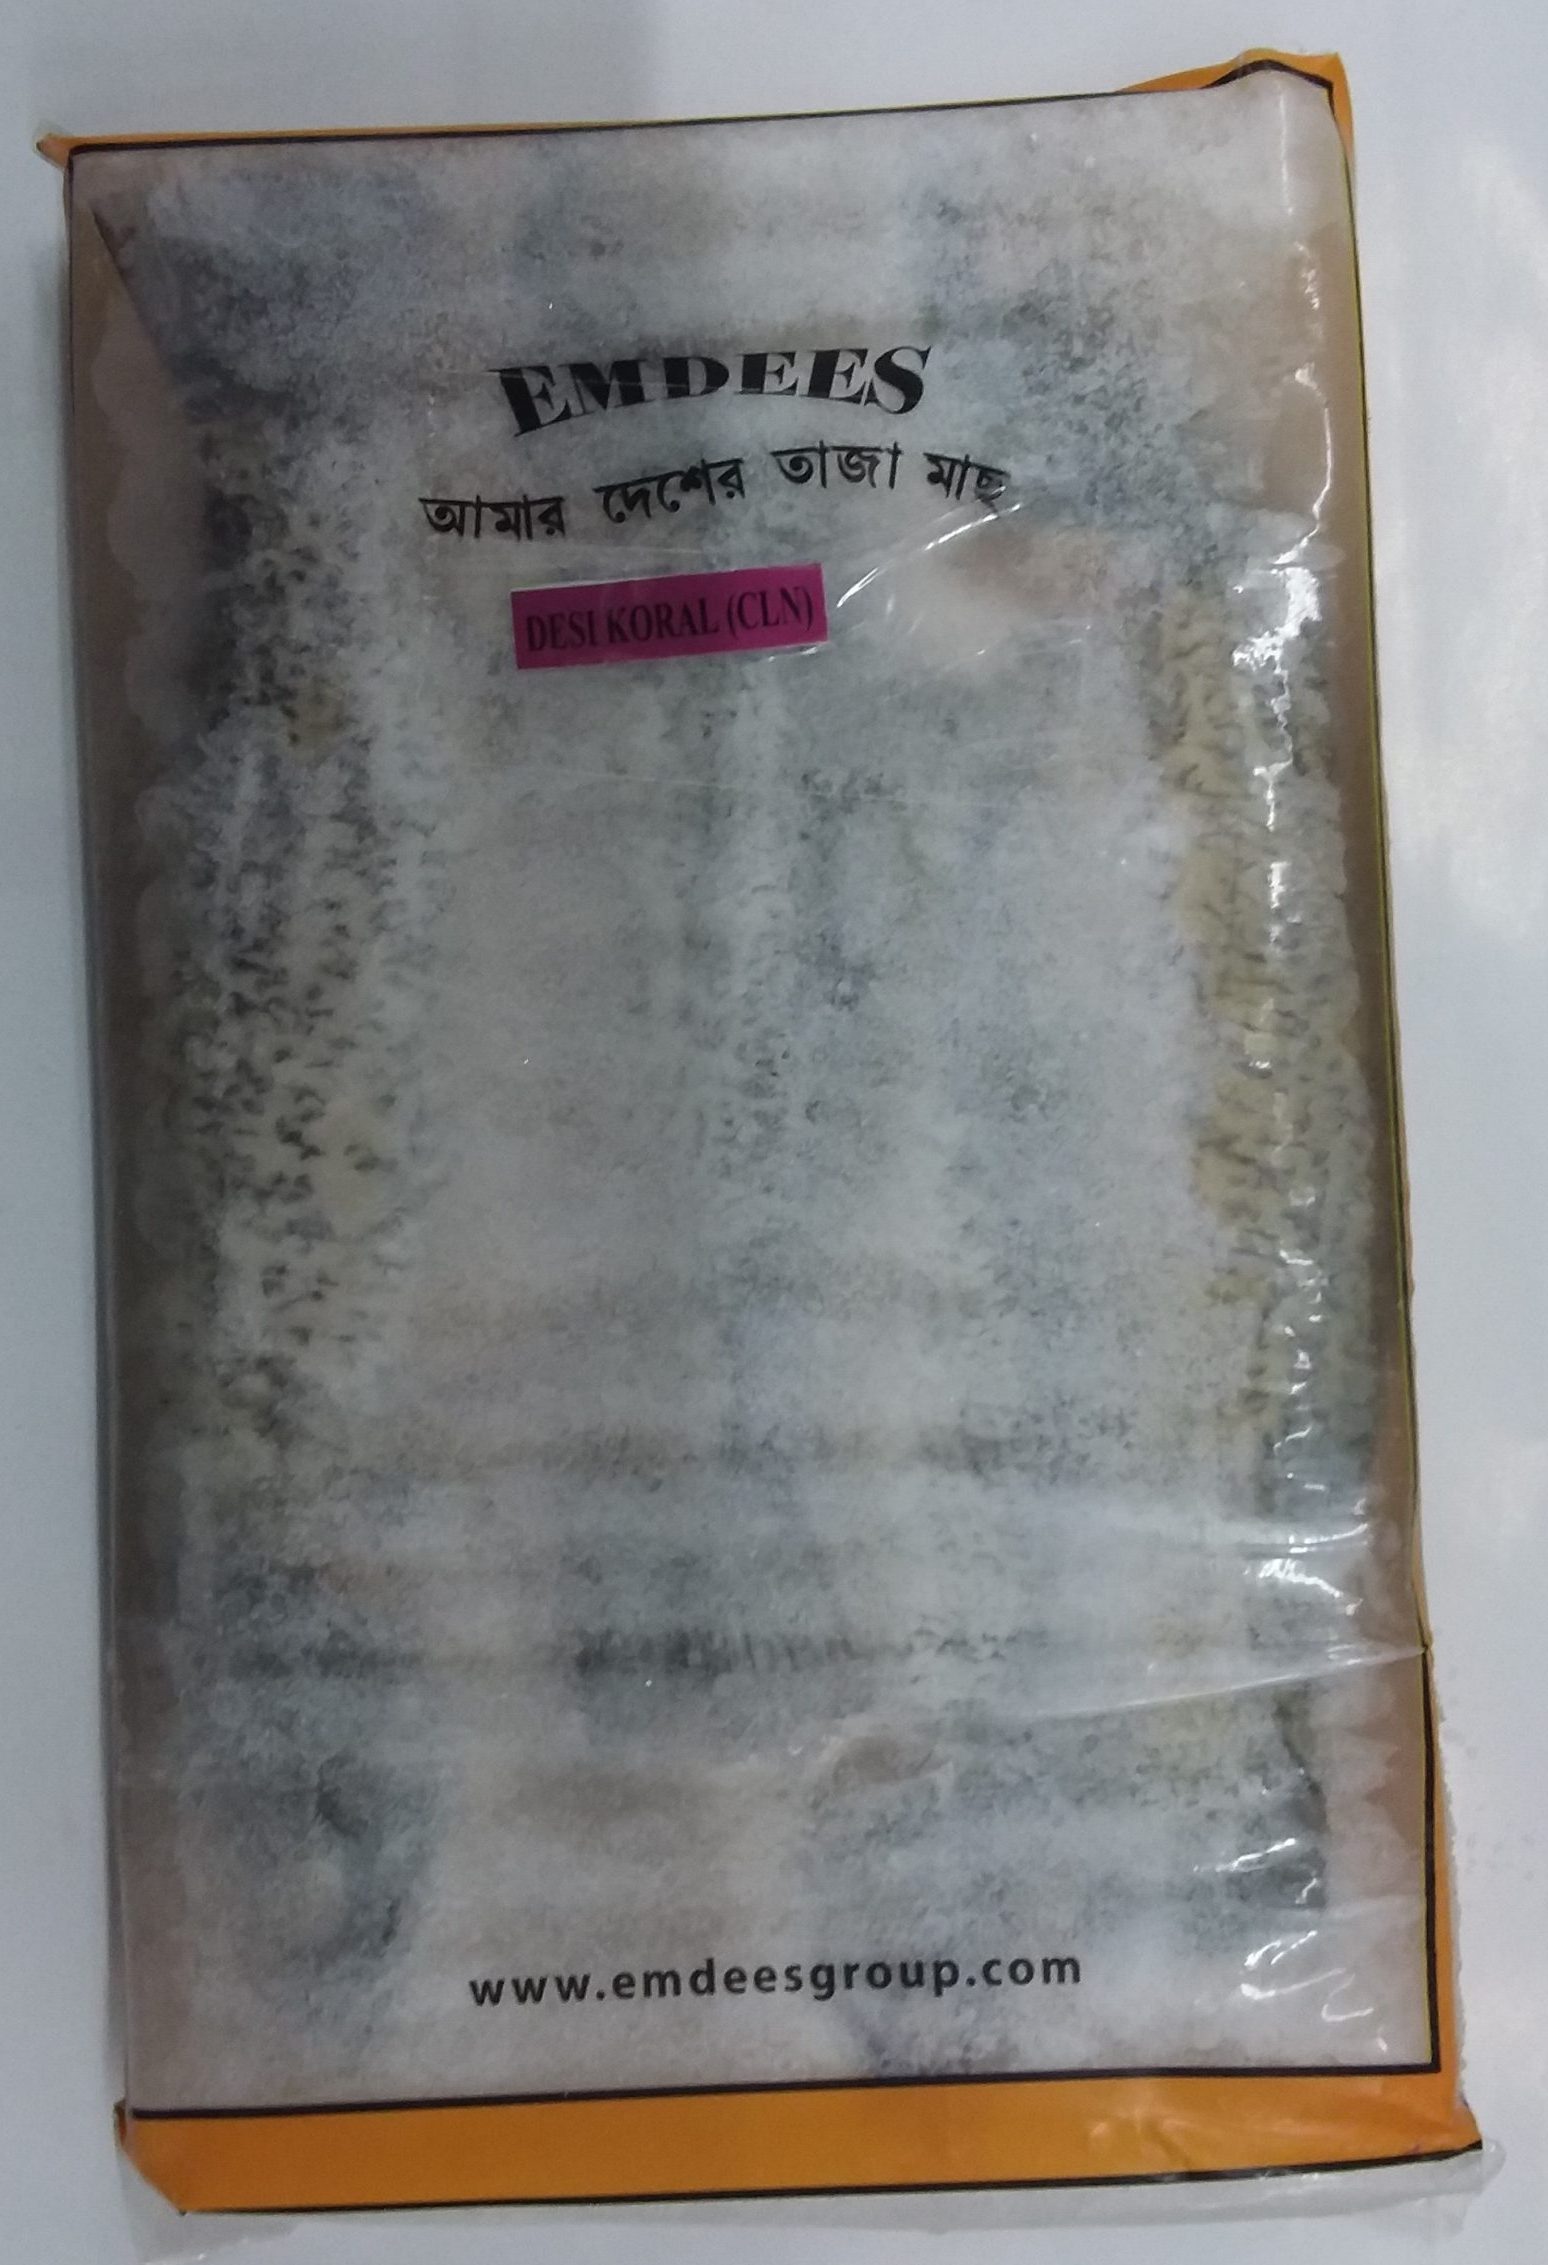 EMDEES
আমার দেশের তাজা মাছ
DESI KORAL (CLN)
www.emdeesgroup.com